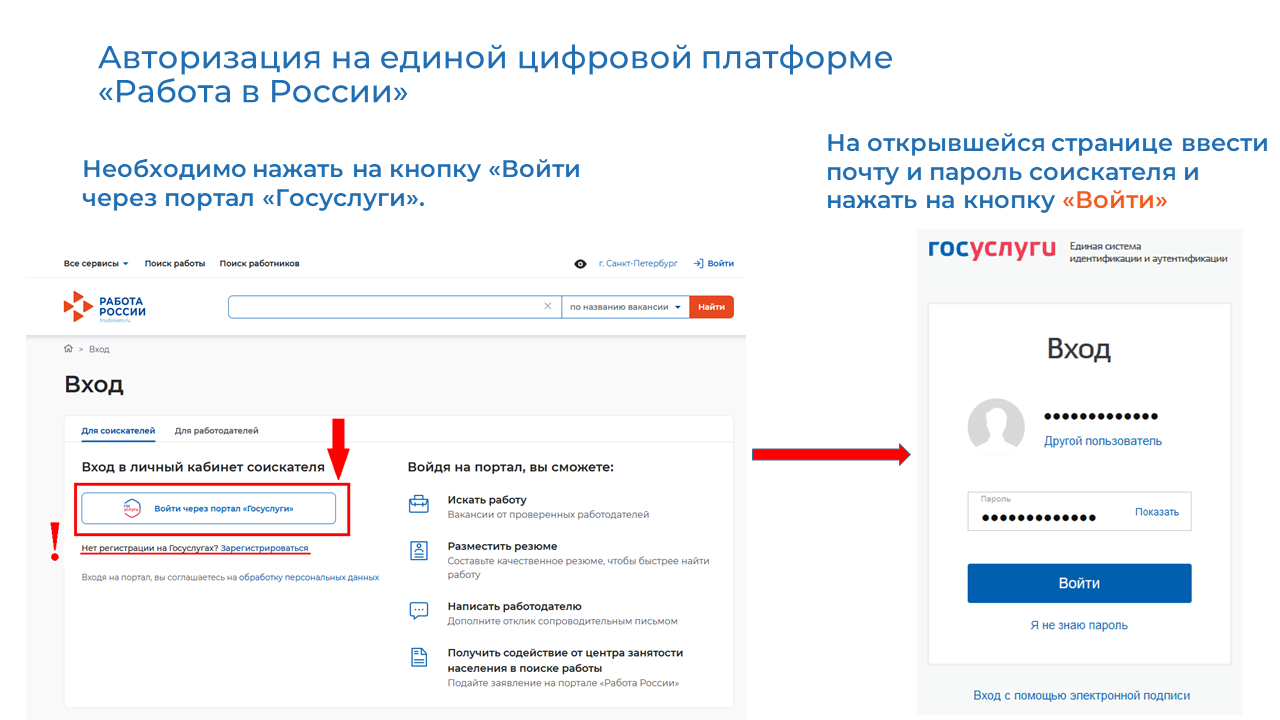 Авторизация на единой цифровой платформе
«Работа в России»
Необходимо нажать на кнопку «Войти
через портал «Госуслуги».
На открывшейся странице ввести
почту и пароль соискателя и
нажать на кнопку «Войти»
Все сервисы Поиск работы Поиск работников г. Санкт-Петербург Войти
РАБОТА
РОССИИ
trudvsem.ru
по названию вакансии Найти
> Вход
Вход
Для соискателей Для работодателей
Вход в личный кабинет соискателя
гос
услуги
Войти через портал «Госуслуги»
!
Нет регистрации на Госуслугах? Зарегистрироваться
Входя на портал, вы соглашаетесь на обработку персональных данных
Войдя на портал, вы сможете:
Искать работу
Вакансии от проверенных работодателей
Разместить резюме
Составьте качественное резюме, чтобы быстрее найти
работу
Написать работодателю
Дополните отклик сопроводительным письмом
Получить содействие от центра занятости
населения в поиске работы
Подайте заявление на портале «Работа России»
госуслуги
Единая система
идентификации и аутентификации
Вход
●●●●●●●●●●●●●
Другой пользователь
Пароль
●●●●●●●●●●●●● Показать
Войти
Я не знаю пароль
Вход с помощью электронной подписи